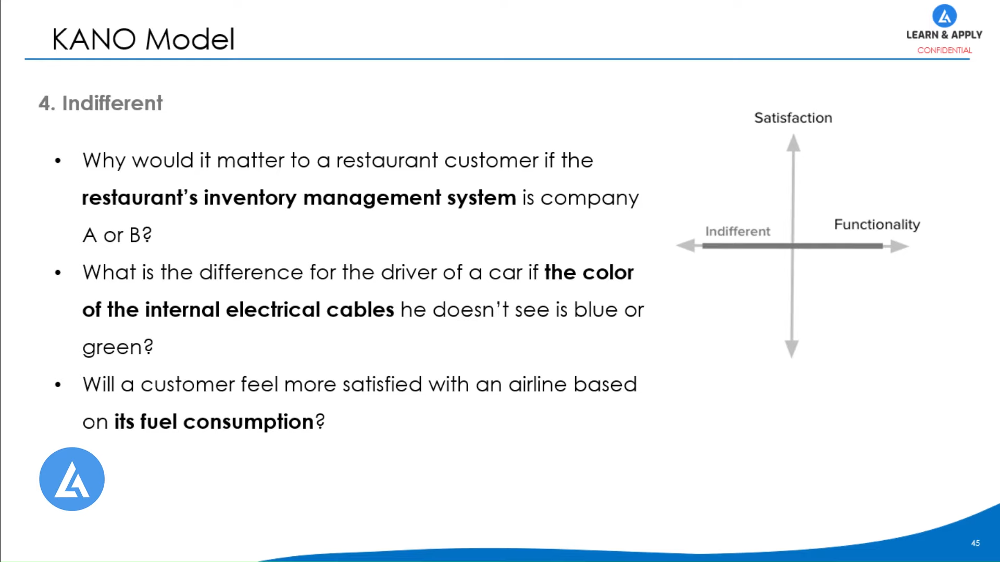 KANO Model
LEARN & APPLY
CONFIDENTIAL
4. Indifferent
• Why would it matter to a restaurant customer if the
restaurant’s inventory management system is company
A or B?
• What is the difference for the driver of a car if the color
of the internal electrical cables he doesn’t see is blue or
green?
• Will a customer feel more satisfied with an airline based
on its fuel consumption?
Satisfaction
Functionality
Indifferent
45